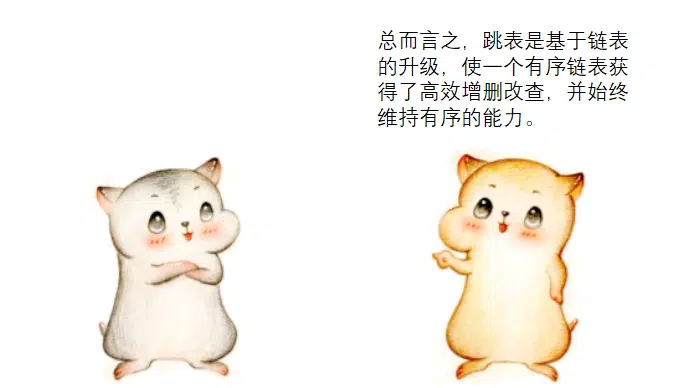 总而言之，跳表是基于链表
的升级，使一个有序链表获
得了高效增删改查，并始终
维持有序的能力。